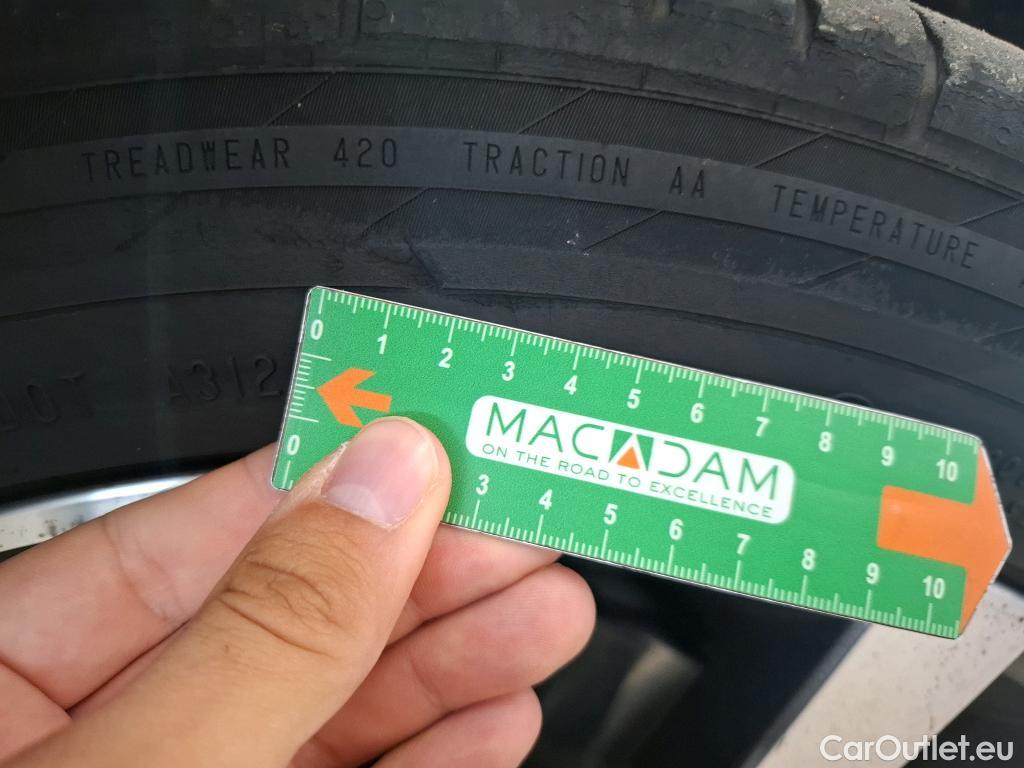 TREADWEAR 420 TRACTION AA TEMPERATURE
DOT A312
0 1 2 3 4 5 6 7 8 9 10
MACADAM
ON THE ROAD TO EXCELLENCE
0 3 4 5 6 7 8 9 10
CarOutlet.eu